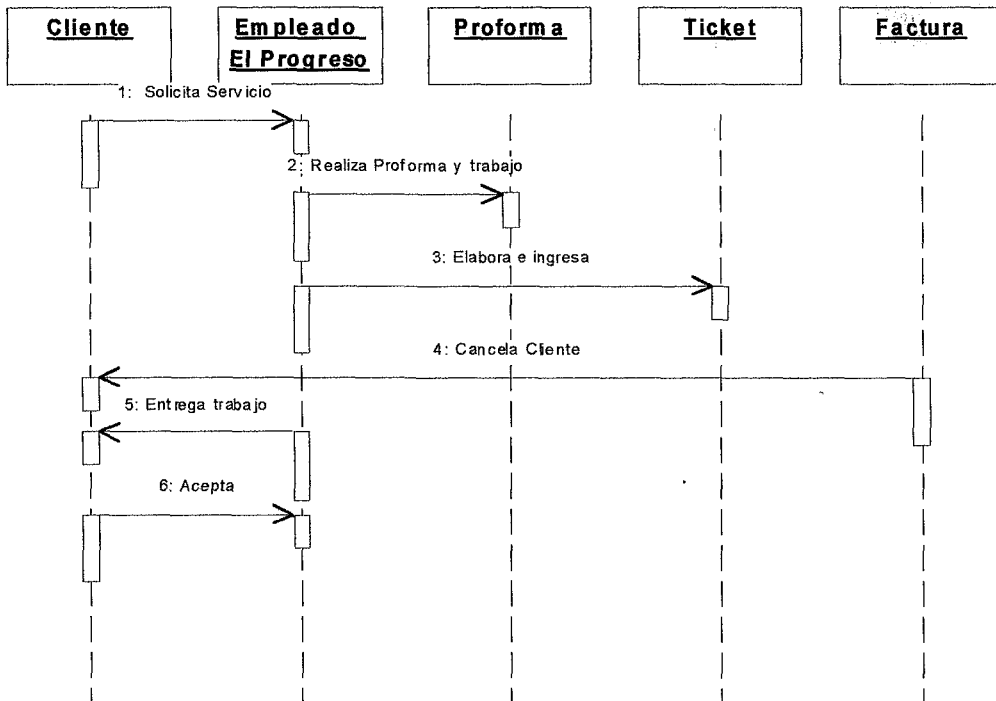 Cliente
Empleado
El Progreso
Proforma
Ticket
Factura
1: Solicita Servicio
2: Realiza Proforma y trabajo
3: Elabora e ingresa
4: Cancela Cliente
5: Entrega trabajo
6: Acepta